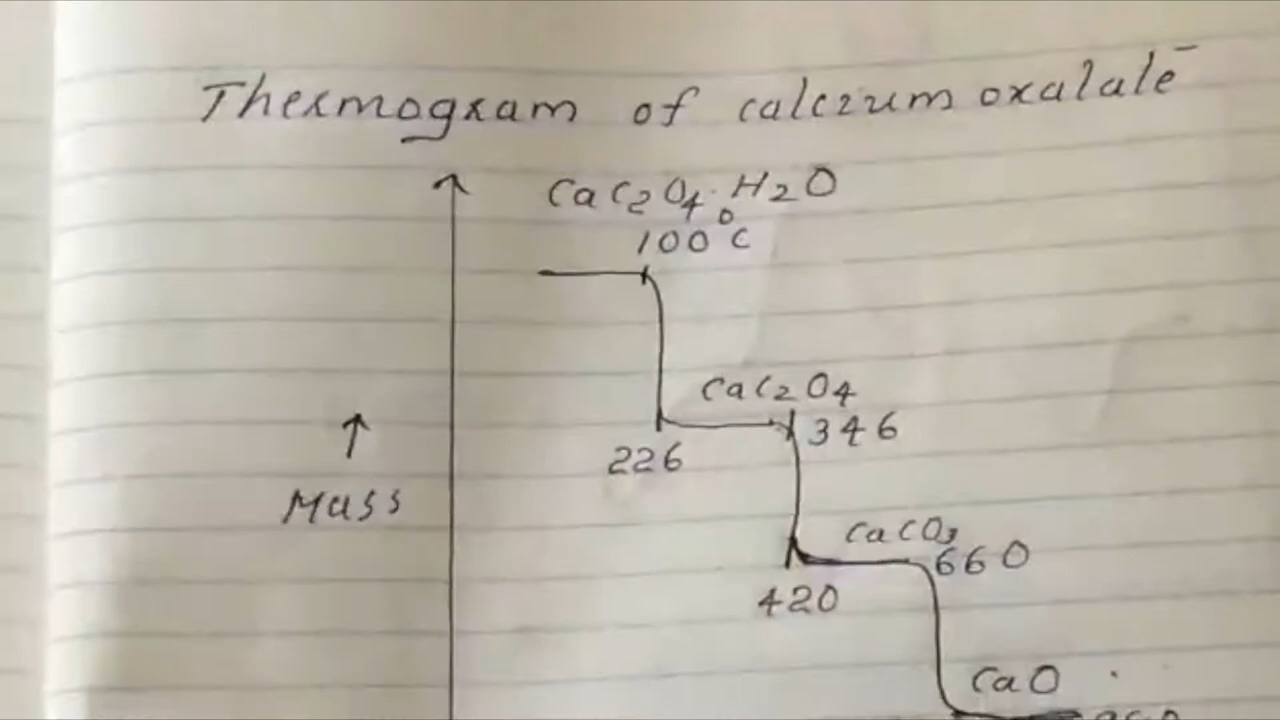 Thermogram of calcium oxalate
CaC2O4.H2O
100°C
CaC2O4
346
226
Mass
CaCO3
660
420
CaO